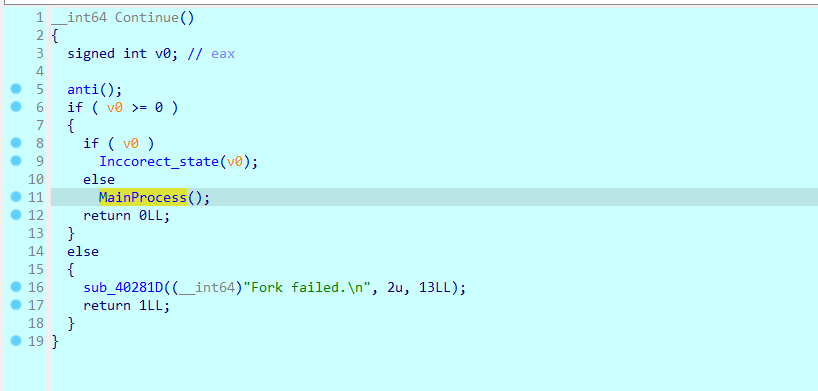 1 __int64 Continue()
2 {
3 signed int v0; // eax
4
5 anti();
6 if ( v0 >= 0 )
7 {
8 if ( v0 )
9 Inccorect_state(v0);
10 else
11 MainProcess();
12 return 0LL;
13 }
14 else
15 {
16 sub_40281D((__int64)"Fork failed.\n", 2u, 13LL);
17 return 1LL;
18 }
19 }